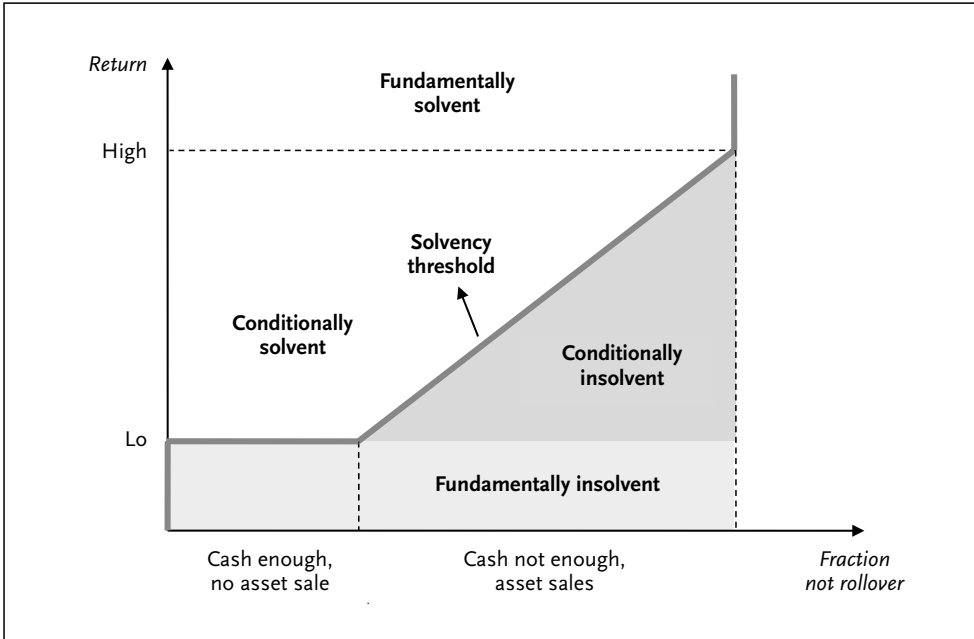 Return
Fundamentally
solvent
High
Solvency
threshold
Conditionally
solvent
Conditionally
insolvent
Lo
Fundamentally insolvent
Cash enough,
no asset sale
Cash not enough,
asset sales
Fraction
not rollover